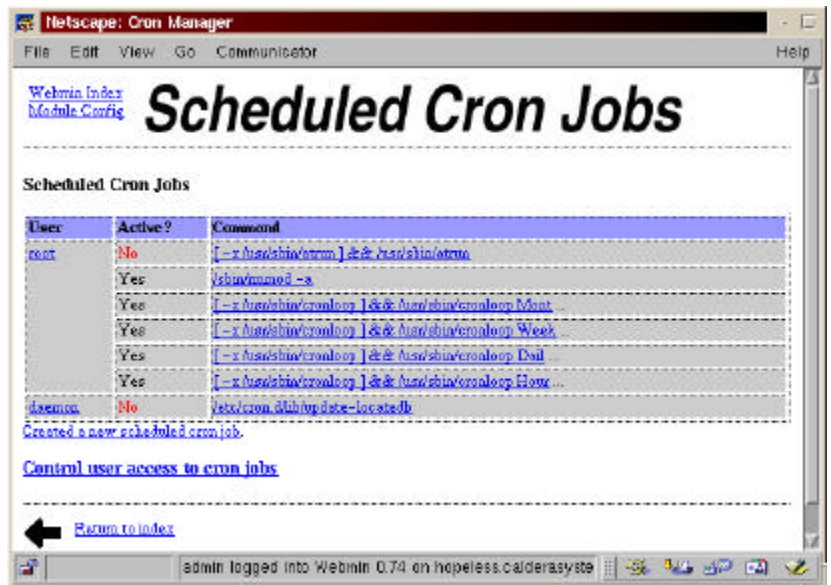 Netscape: Cron Manager
File Edit View Go Communicator Help
Webmin Index
Module Config
Scheduled Cron Jobs
Scheduled Cron Jobs
User Active? Command
root No [ -x /usr/sbin/atrun ] && /usr/sbin/atrun
Yes /sbin/rmmod -a
Yes [ -x /usr/sbin/cronloop ] && /usr/sbin/cronloop Mont ...
Yes [ -x /usr/sbin/cronloop ] && /usr/sbin/cronloop Week ...
Yes [ -x /usr/sbin/cronloop ] && /usr/sbin/cronloop Dail ...
Yes [ -x /usr/sbin/cronloop ] && /usr/sbin/cronloop Hour ...
daemon No /etc/cron.d/lib/update-locatedb
Created a new scheduled cron job.
Control user access to cron jobs
Return to index
admin logged into Webmin 0.74 on hopeless.calderasyste